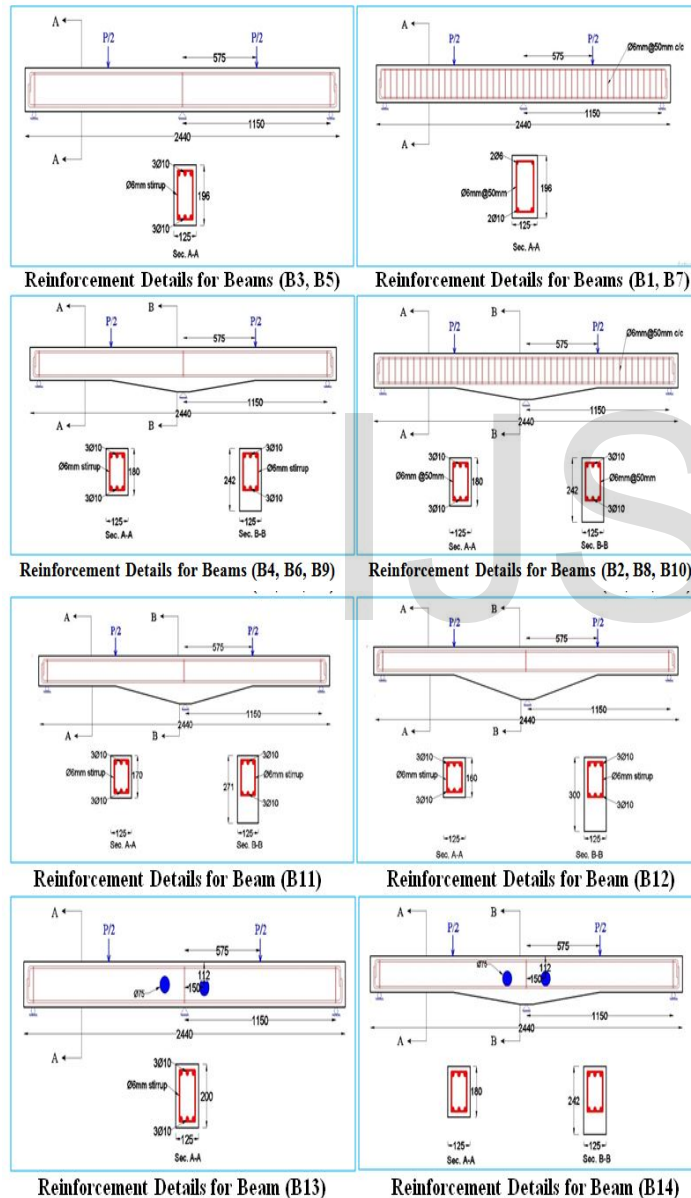 A A
P/2 P/2
575
1150
2440
3Ø10
Ø6mm stirrup
196
3Ø10
125
Sec. A-A
Reinforcement Details for Beams (B3, B5)
A A
P/2 P/2
575
Ø6mm@50mm c/c
1150
2440
2Ø6
Ø6mm@50mm
196
2Ø10
125
Sec. A-A
Reinforcement Details for Beams (B1, B7)
A A
B B
P/2 P/2
575
1150
2440
3Ø10
Ø6mm stirrup
180
3Ø10
125
Sec. A-A
3Ø10
242
Ø6mm stirrup
3Ø10
125
Sec. B-B
Reinforcement Details for Beams (B4, B6, B9)
A A
B B
P/2 P/2
575
Ø6mm@50mm c/c
1150
2440
3Ø10
Ø6mm @50mm
180
3Ø10
125
Sec. A-A
3Ø10
242
Ø6mm@50mm
3Ø10
125
Sec. B-B
Reinforcement Details for Beams (B2, B8, B10)
IJS
A A
B B
P/2 P/2
575
1150
2440
3Ø10
Ø6mm stirrup
170
3Ø10
125
Sec. A-A
3Ø10
271
Ø6mm stirrup
3Ø10
125
Sec. B-B
Reinforcement Details for Beam (B11)
A A
B B
P/2 P/2
575
1150
2440
3Ø10
Ø6mm stirrup
160
3Ø10
125
Sec. A-A
3Ø10
300
Ø6mm stirrup
3Ø10
125
Sec. B-B
Reinforcement Details for Beam (B12)
A A
P/2 P/2
575
112
150
Ø75
1150
2440
3Ø10
Ø6mm stirrup
200
3Ø10
125
Sec. A-A
Reinforcement Details for Beam (B13)
A A
B B
P/2 P/2
575
112
150
Ø75
1150
2440
180
125
Sec. A-A
242
125
Sec. B-B
Reinforcement Details for Beam (B14)